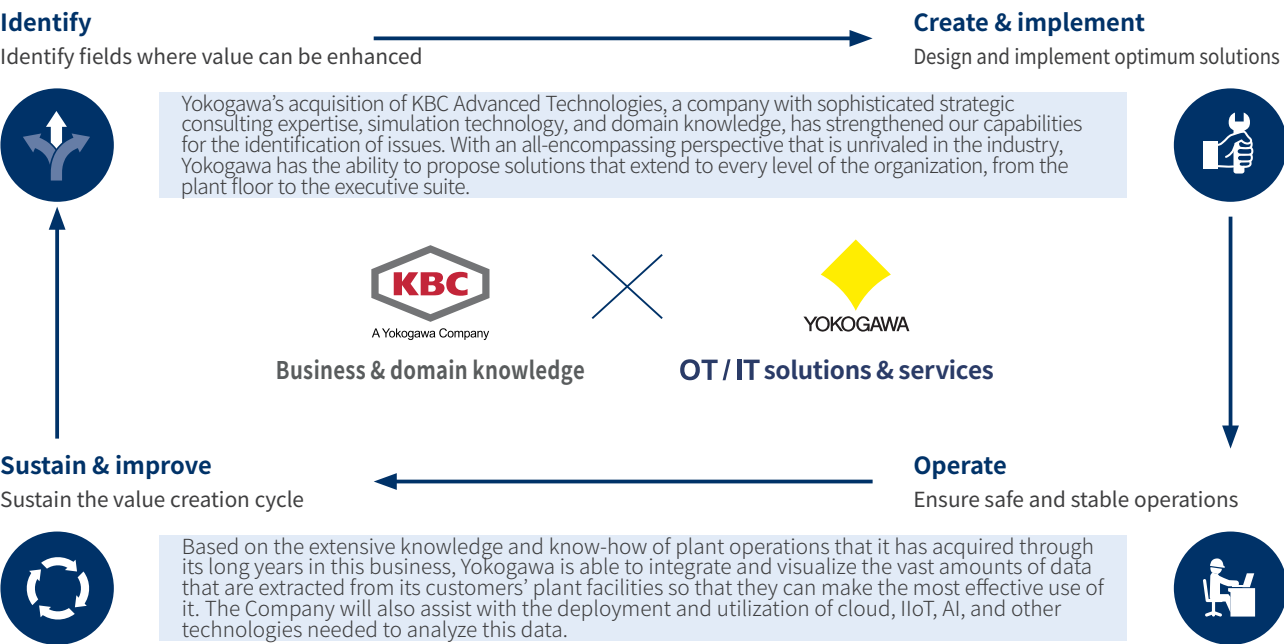 Identify
Identify fields where value can be enhanced
Create & implement
Design and implement optimum solutions
Yokogawa’s acquisition of KBC Advanced Technologies, a company with sophisticated strategic
consulting expertise, simulation technology, and domain knowledge, has strengthened our capabilities
for the identification of issues. With an all-encompassing perspective that is unrivaled in the industry,
Yokogawa has the ability to propose solutions that extend to every level of the organization, from the
plant floor to the executive suite.
KBC
A Yokogawa Company
YOKOGAWA
Business & domain knowledge
OT / IT solutions & services
Sustain & improve
Sustain the value creation cycle
Operate
Ensure safe and stable operations
Based on the extensive knowledge and know-how of plant operations that it has acquired through
its long years in this business, Yokogawa is able to integrate and visualize the vast amounts of data
that are extracted from its customers’ plant facilities so that they can make the most effective use of
it. The Company will also assist with the deployment and utilization of cloud, IIoT, AI, and other
technologies needed to analyze this data.